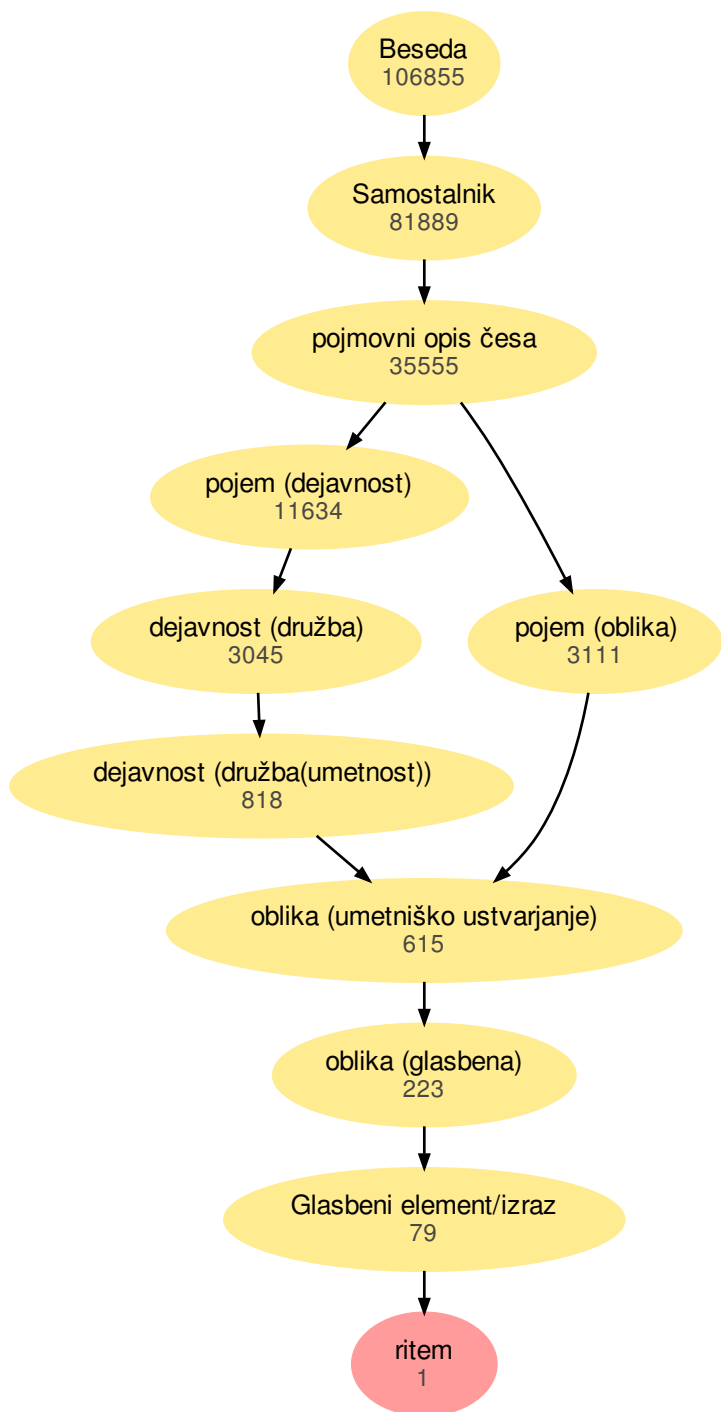 Beseda
106855
Samostalnik
81889
pojmovni opis česa
35555
pojem (dejavnost)
11634
dejavnost (družba)
3045
pojem (oblika)
3111
dejavnost (družba(umetnost))
818
oblika (umetniško ustvarjanje)
615
oblika (glasbena)
223
Glasbeni element/izraz
79
ritem
1